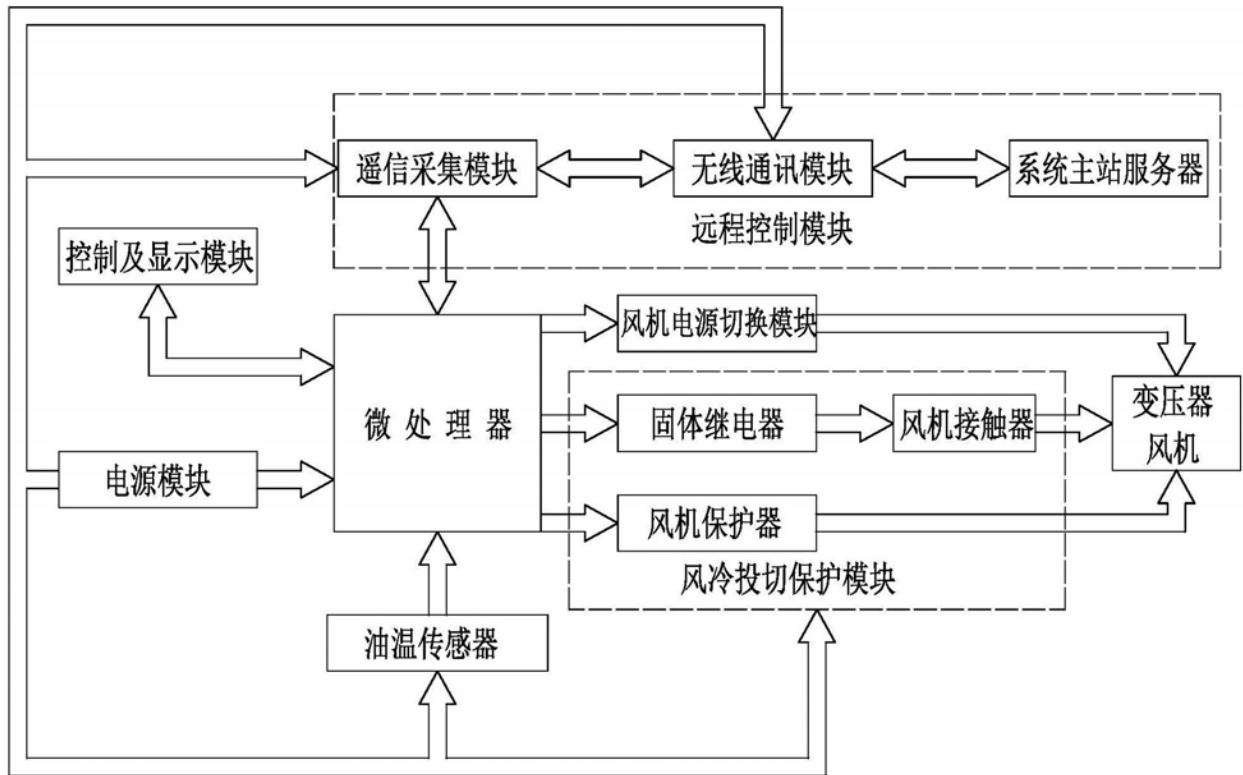 遥信采集模块
无线通讯模块
系统主站服务器
远程控制模块
控制及显示模块
风机电源切换模块
微处理器
固体继电器
风机接触器
变压器
风机
电源模块
风机保护器
风冷投切保护模块
油温传感器